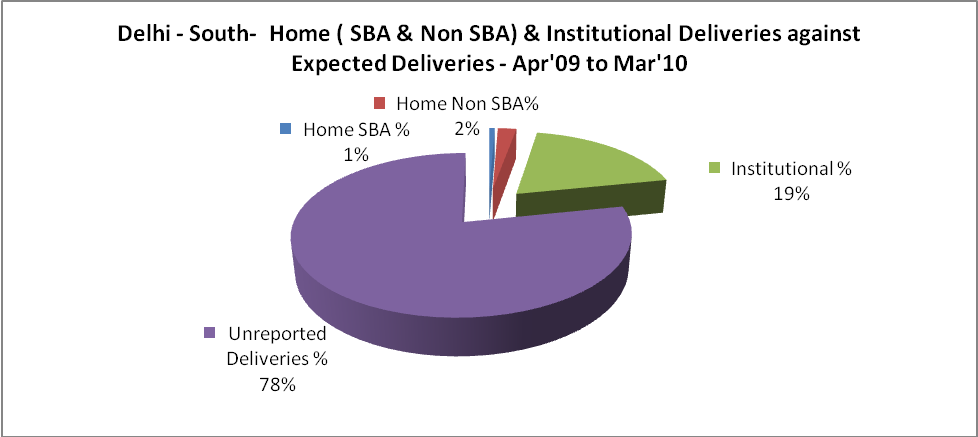 Delhi - South-  Home ( SBA & Non SBA) & Institutional Deliveries against
Expected Deliveries - Apr'09 to Mar'10
Home Non SBA%
2%
Home SBA %
1%
Institutional %
19%
Unreported
Deliveries %
78%